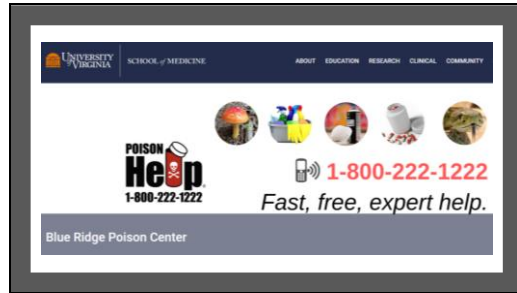 UNIVERSITY
of VIRGINIA
SCHOOL of MEDICINE
ABOUT EDUCATION RESEARCH CLINICAL COMMUNITY
POISON
Help
1-800-222-1222
1-800-222-1222
Fast, free, expert help.
Blue Ridge Poison Center